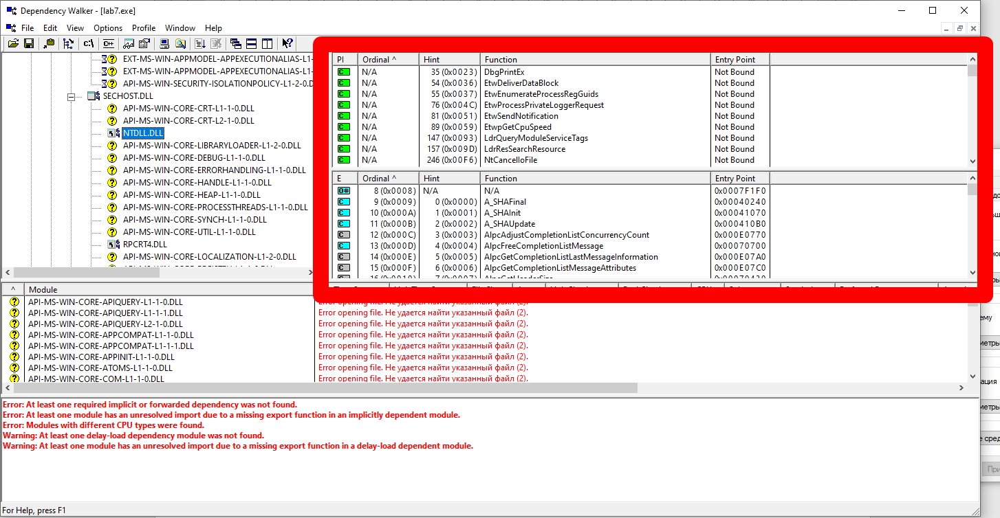 Dependency Walker - [lab7.exe]
File Edit View Options Profile Window Help
EXT-MS-WIN-APPMODEL-APPEXECUTIONALIAS-L1-
EXT-MS-WIN-APPMODEL-APPEXECUTIONALIAS-L1-
API-MS-WIN-SECURITY-ISOLATIONPOLICY-L1-2-0.D
SECHOST.DLL
API-MS-WIN-CORE-CRT-L1-1-0.DLL
API-MS-WIN-CORE-CRT-L2-1-0.DLL
NTDLL.DLL
API-MS-WIN-CORE-LIBRARYLOADER-L1-2-0.DLL
API-MS-WIN-CORE-DEBUG-L1-1-0.DLL
API-MS-WIN-CORE-ERRORHANDLING-L1-1-0.DLL
API-MS-WIN-CORE-HANDLE-L1-1-0.DLL
API-MS-WIN-CORE-HEAP-L1-1-0.DLL
API-MS-WIN-CORE-PROCESSTHREADS-L1-1-0.DLL
API-MS-WIN-CORE-SYNCH-L1-1-0.DLL
API-MS-WIN-CORE-UTIL-L1-1-0.DLL
RPCRT4.DLL
API-MS-WIN-CORE-LOCALIZATION-L1-2-0.DLL
PI Ordinal ^ Hint Function Entry Point
C N/A 35 (0x0023) DbgPrintEx Not Bound
C N/A 54 (0x0036) EtwDeliverDataBlock Not Bound
C N/A 55 (0x0037) EtwEnumerateProcessRegGuids Not Bound
C N/A 76 (0x004C) EtwProcessPrivateLoggerRequest Not Bound
C N/A 81 (0x0051) EtwSendNotification Not Bound
C N/A 89 (0x0059) EtwpGetCpuSpeed Not Bound
C N/A 147 (0x0093) LdrQueryModuleServiceTags Not Bound
C N/A 157 (0x009D) LdrResSearchResource Not Bound
C N/A 246 (0x00F6) NtCancelIoFile Not Bound
E Ordinal ^ Hint Function Entry Point
O# 8 (0x0008) N/A N/A 0x0007F1F0
C 9 (0x0009) 0 (0x0000) A_SHAFinal 0x00040240
C 10 (0x000A) 1 (0x0001) A_SHAInit 0x00041070
C 11 (0x000B) 2 (0x0002) A_SHAUpdate 0x000410B0
C 12 (0x000C) 3 (0x0003) AlpcAdjustCompletionListConcurrencyCount 0x000E0770
C 13 (0x000D) 4 (0x0004) AlpcFreeCompletionListMessage 0x00070700
C 14 (0x000E) 5 (0x0005) AlpcGetCompletionListLastMessageInformation 0x000E07A0
C 15 (0x000F) 6 (0x0006) AlpcGetCompletionListMessageAttributes 0x000E07C0
^ Module
API-MS-WIN-CORE-APIQUERY-L1-1-0.DLL Error opening file. Не удается найти указанный файл (2).
API-MS-WIN-CORE-APIQUERY-L1-1-1.DLL Error opening file. Не удается найти указанный файл (2).
API-MS-WIN-CORE-APIQUERY-L2-1-0.DLL Error opening file. Не удается найти указанный файл (2).
API-MS-WIN-CORE-APPCOMPAT-L1-1-0.DLL Error opening file. Не удается найти указанный файл (2).
API-MS-WIN-CORE-APPCOMPAT-L1-1-1.DLL Error opening file. Не удается найти указанный файл (2).
API-MS-WIN-CORE-APPINIT-L1-1-0.DLL Error opening file. Не удается найти указанный файл (2).
API-MS-WIN-CORE-ATOMS-L1-1-0.DLL Error opening file. Не удается найти указанный файл (2).
API-MS-WIN-CORE-COM-L1-1-0.DLL Error opening file. Не удается найти указанный файл (2).
Error: At least one required implicit or forwarded dependency was not found.
Error: At least one module has an unresolved import due to a missing export function in an implicitly dependent module.
Error: Modules with different CPU types were found.
Warning: At least one delay-load dependency module was not found.
Warning: At least one module has an unresolved import due to a missing export function in a delay-load dependent module.
For Help, press F1